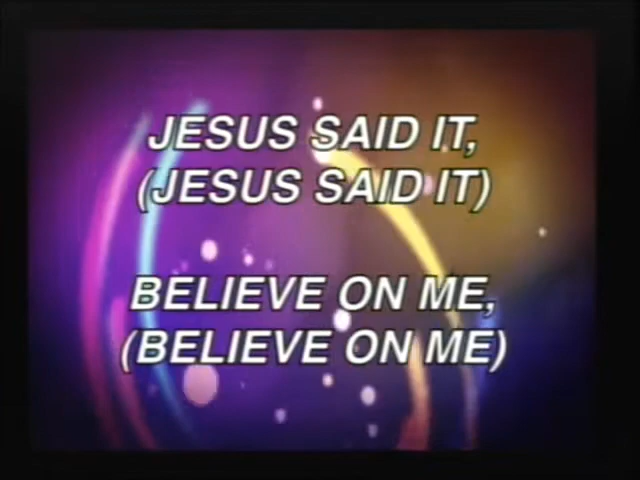 JESUS SAID IT,
(JESUS SAID IT)
BELIEVE ON ME,
(BELIEVE ON ME)